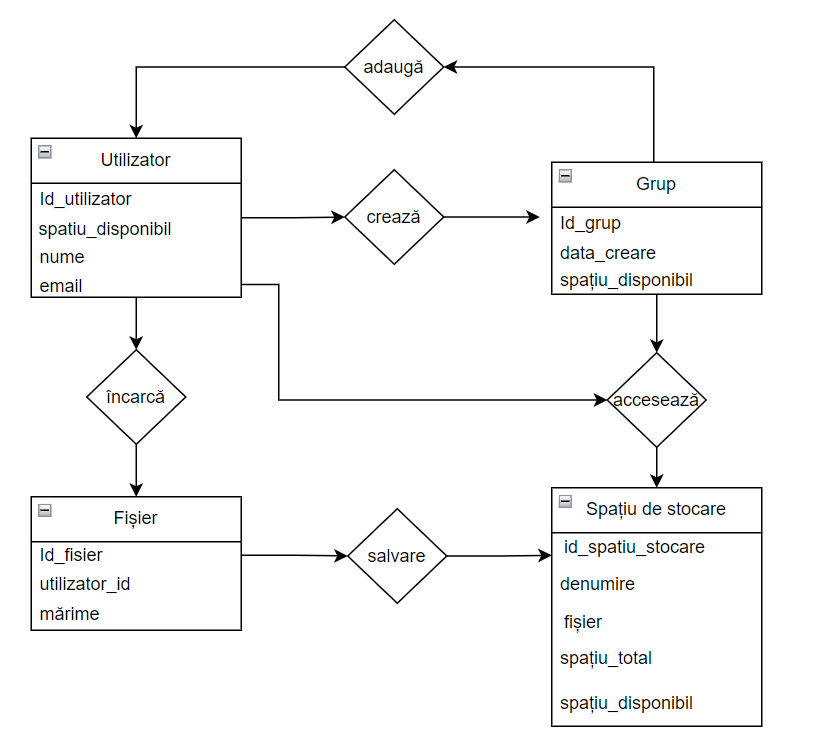 adaugă
Utilizator
Id_utilizator
spatiu_disponibil
nume
email
crează
Grup
Id_grup
data_creare
spațiu_disponibil
încarcă
accesează
Fișier
Id_fisier
utilizator_id
mărime
salvare
Spațiu de stocare
id_spatiu_stocare
denumire
fișier
spațiu_total
spațiu_disponibil